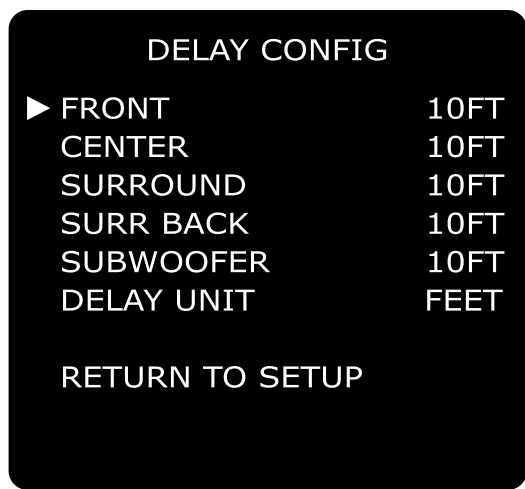 DELAY CONFIG
▶ FRONT 10FT
CENTER 10FT
SURROUND 10FT
SURR BACK 10FT
SUBWOOFER 10FT
DELAY UNIT FEET
RETURN TO SETUP